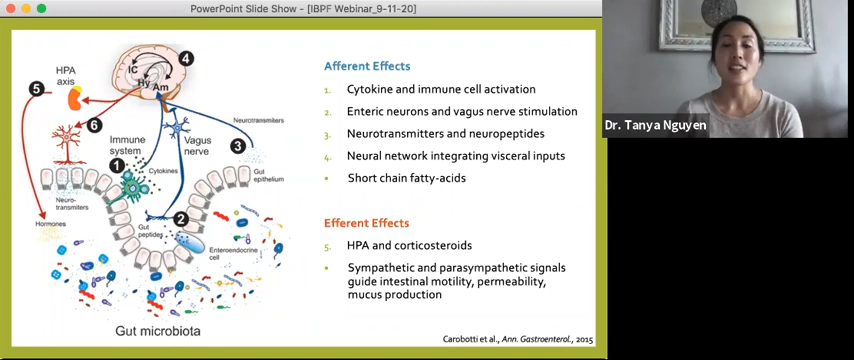 PowerPoint Slide Show - [IBPF Webinar_9-11-20]
HPA
axis
5
6
IC
Hy Am
4
Neurotransmiters
3
Immune
system
1
Vagus
nerve
Cytokines
Gut
epithelium
Neuro-
transmiters
Hormones
Gut
peptides
2
Enteroendocrine
cell
Gut microbiota
Afferent Effects
1. Cytokine and immune cell activation
2. Enteric neurons and vagus nerve stimulation
3. Neurotransmitters and neuropeptides
4. Neural network integrating visceral inputs
• Short chain fatty-acids
Efferent Effects
5. HPA and corticosteroids
• Sympathetic and parasympathetic signals
guide intestinal motility, permeability,
mucus production
Carobotti et al., Ann. Gastroenterol., 2015
Dr. Tanya Nguyen